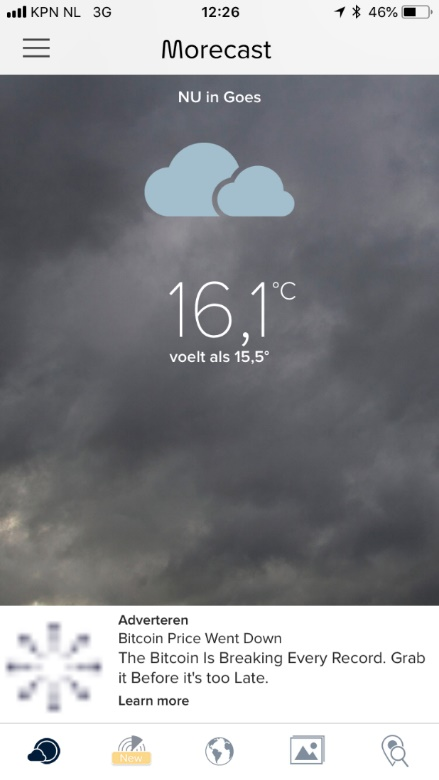 KPN NL 3G 12:26 46%
Morecast
NU in Goes
16,1°C
voelt als 15,5°
Adverteren
Bitcoin Price Went Down
The Bitcoin Is Breaking Every Record. Grab
it Before it's too Late.
Learn more
New